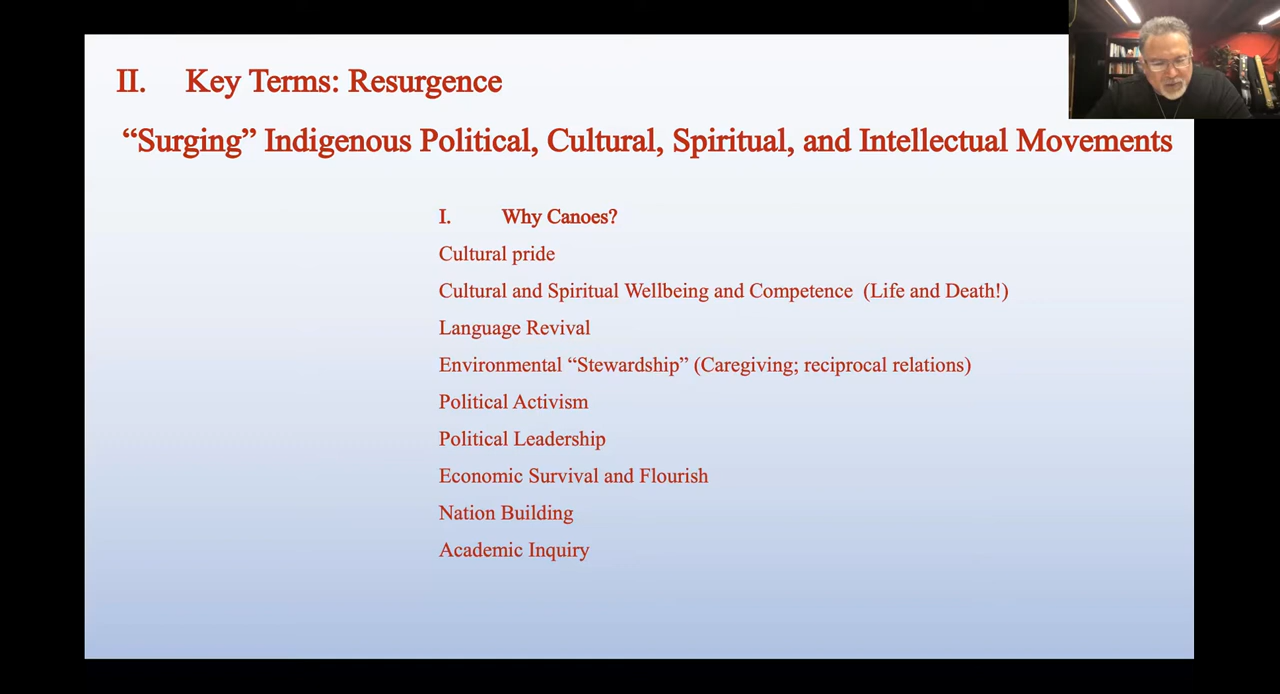 II. Key Terms: Resurgence
“Surging” Indigenous Political, Cultural, Spiritual, and Intellectual Movements
I. Why Canoes?
Cultural pride
Cultural and Spiritual Wellbeing and Competence (Life and Death!)
Language Revival
Environmental “Stewardship” (Caregiving; reciprocal relations)
Political Activism
Political Leadership
Economic Survival and Flourish
Nation Building
Academic Inquiry